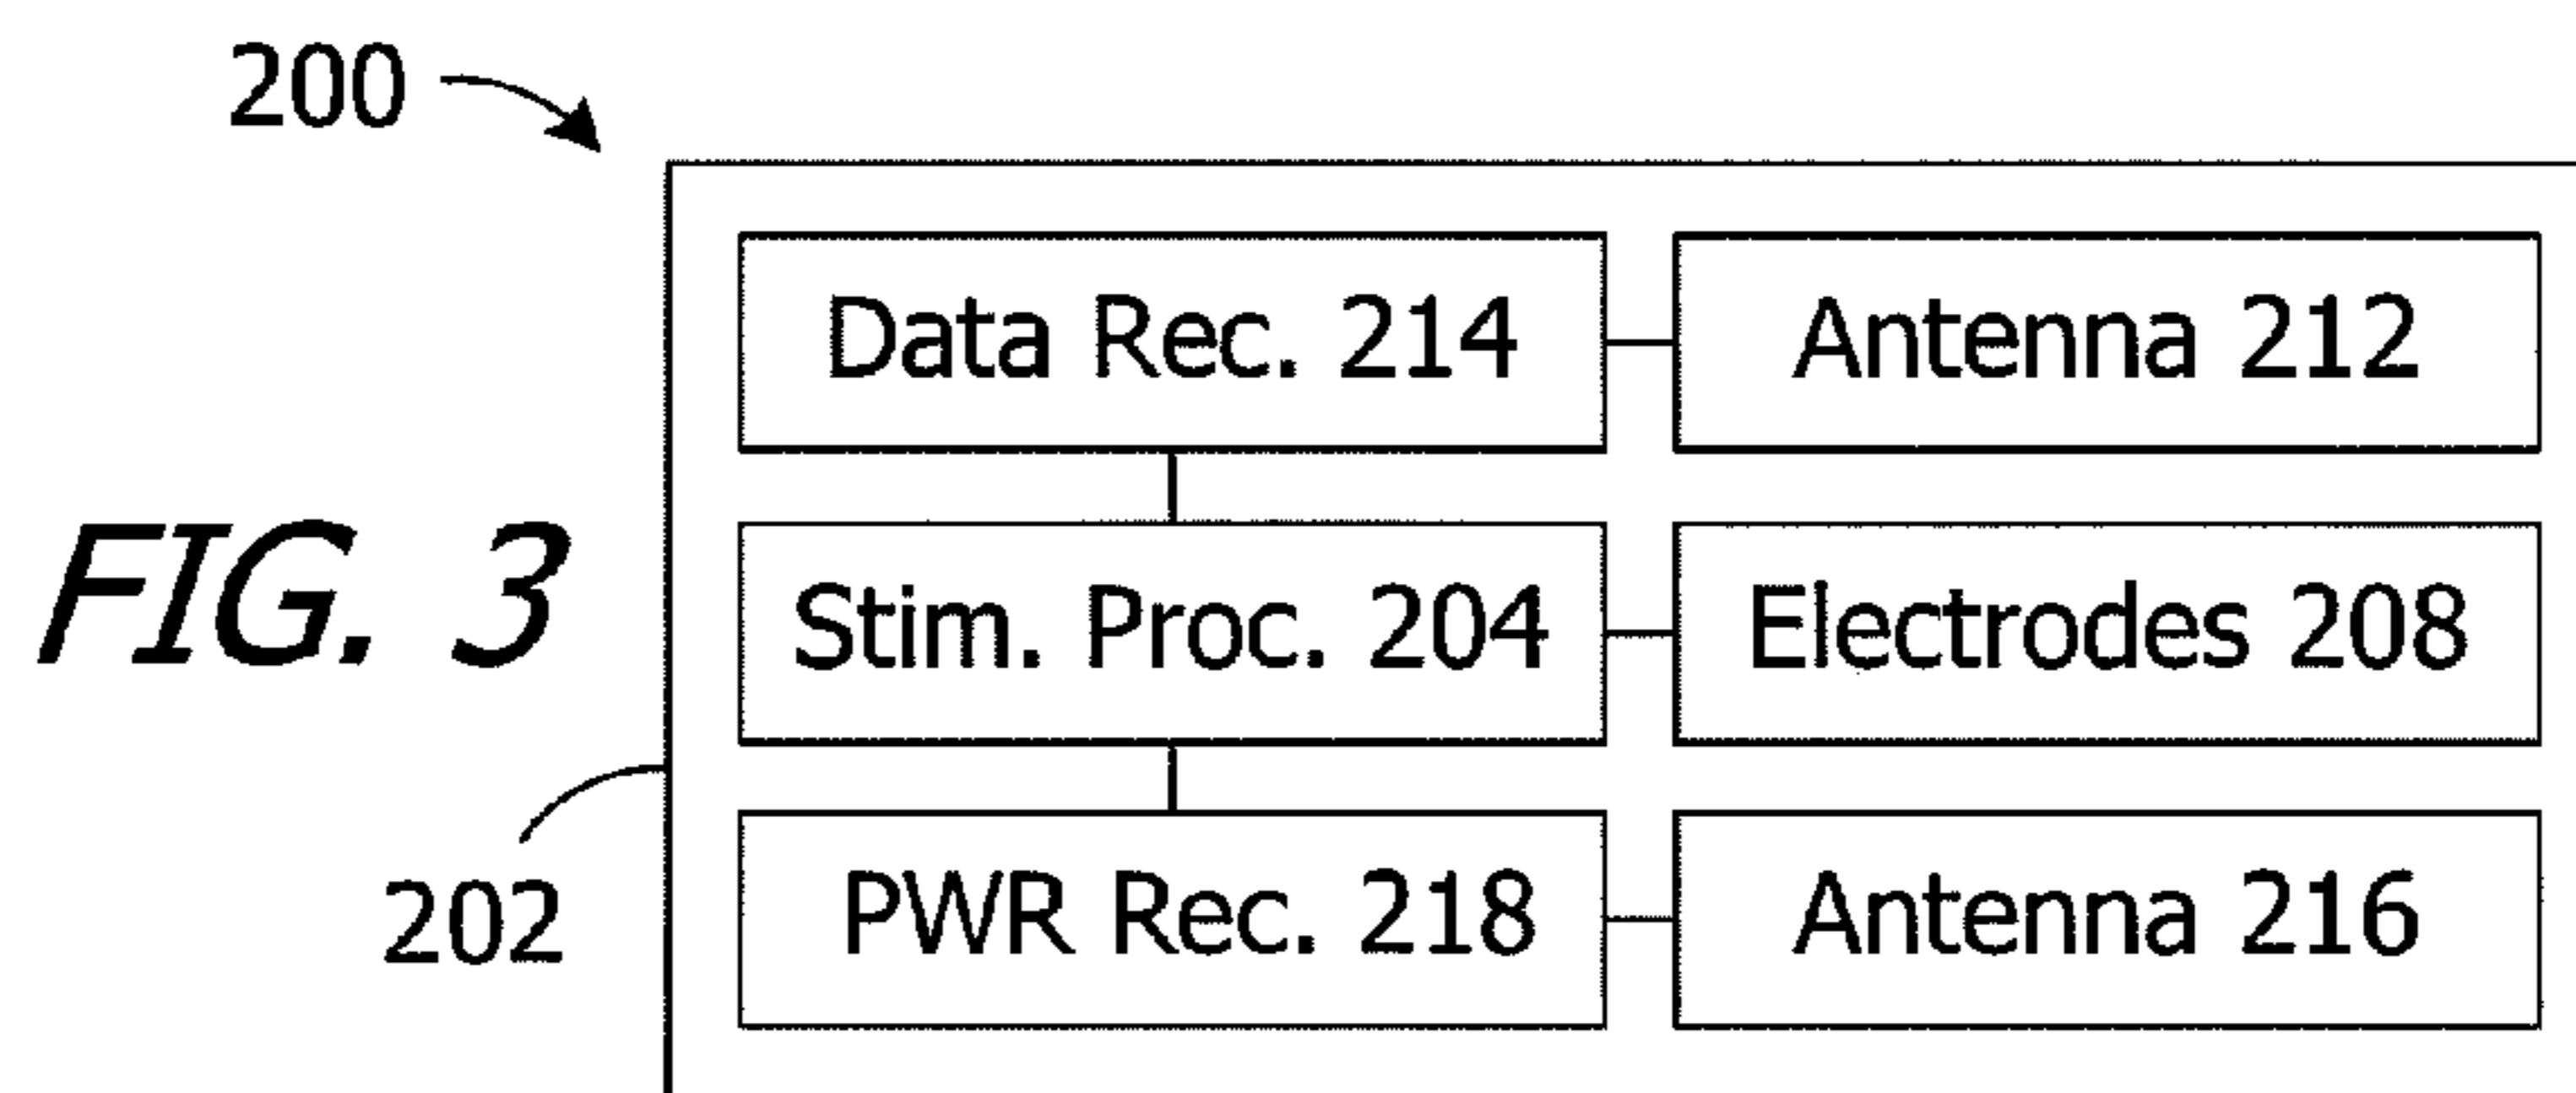 200
Data Rec. 214
Antenna 212
FIG. 3
Stim. Proc. 204
Electrodes 208
202
PWR Rec. 218
Antenna 216